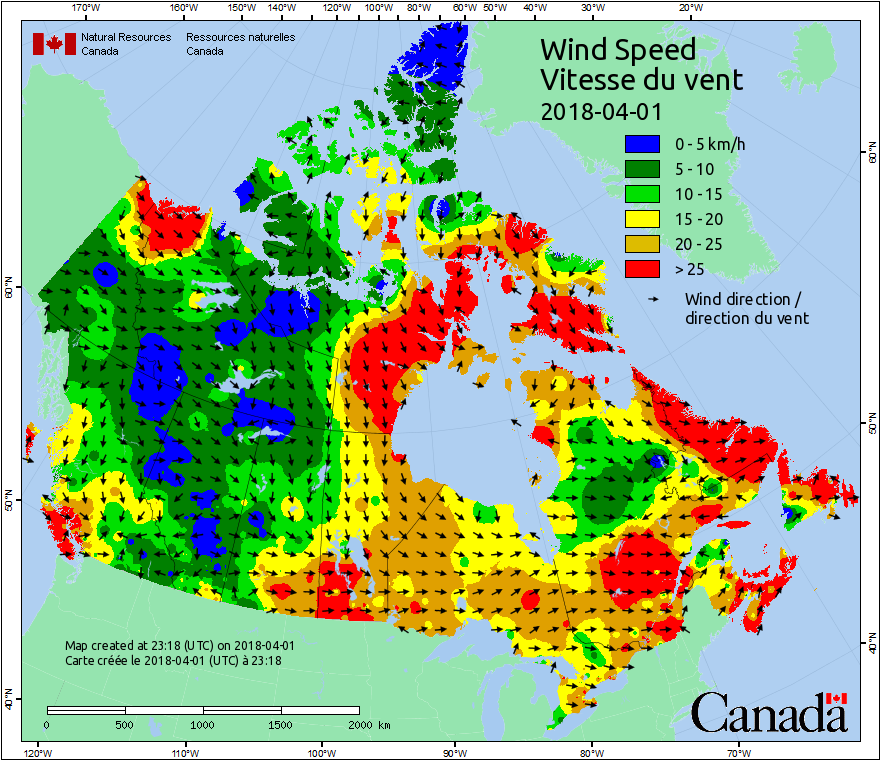 170°W 160°W 150°W 140°W 120°W 100°W 80°W 60°W 50°W 40°W 30°W 20°W
Natural Resources Ressources naturelles
Canada Canada
Wind Speed
Vitesse du vent
2018-04-01
0 - 5 km/h
5 - 10
10 - 15
15 - 20
20 - 25
> 25
Wind direction /
direction du vent
60°N
60°N
50°N
50°N
40°N
40°N
Map created at 23:18 (UTC) on 2018-04-01
Carte créée le 2018-04-01 (UTC) à 23:18
0 500 1000 1500 2000 km
Canada
120°W 110°W 100°W 90°W 80°W 70°W